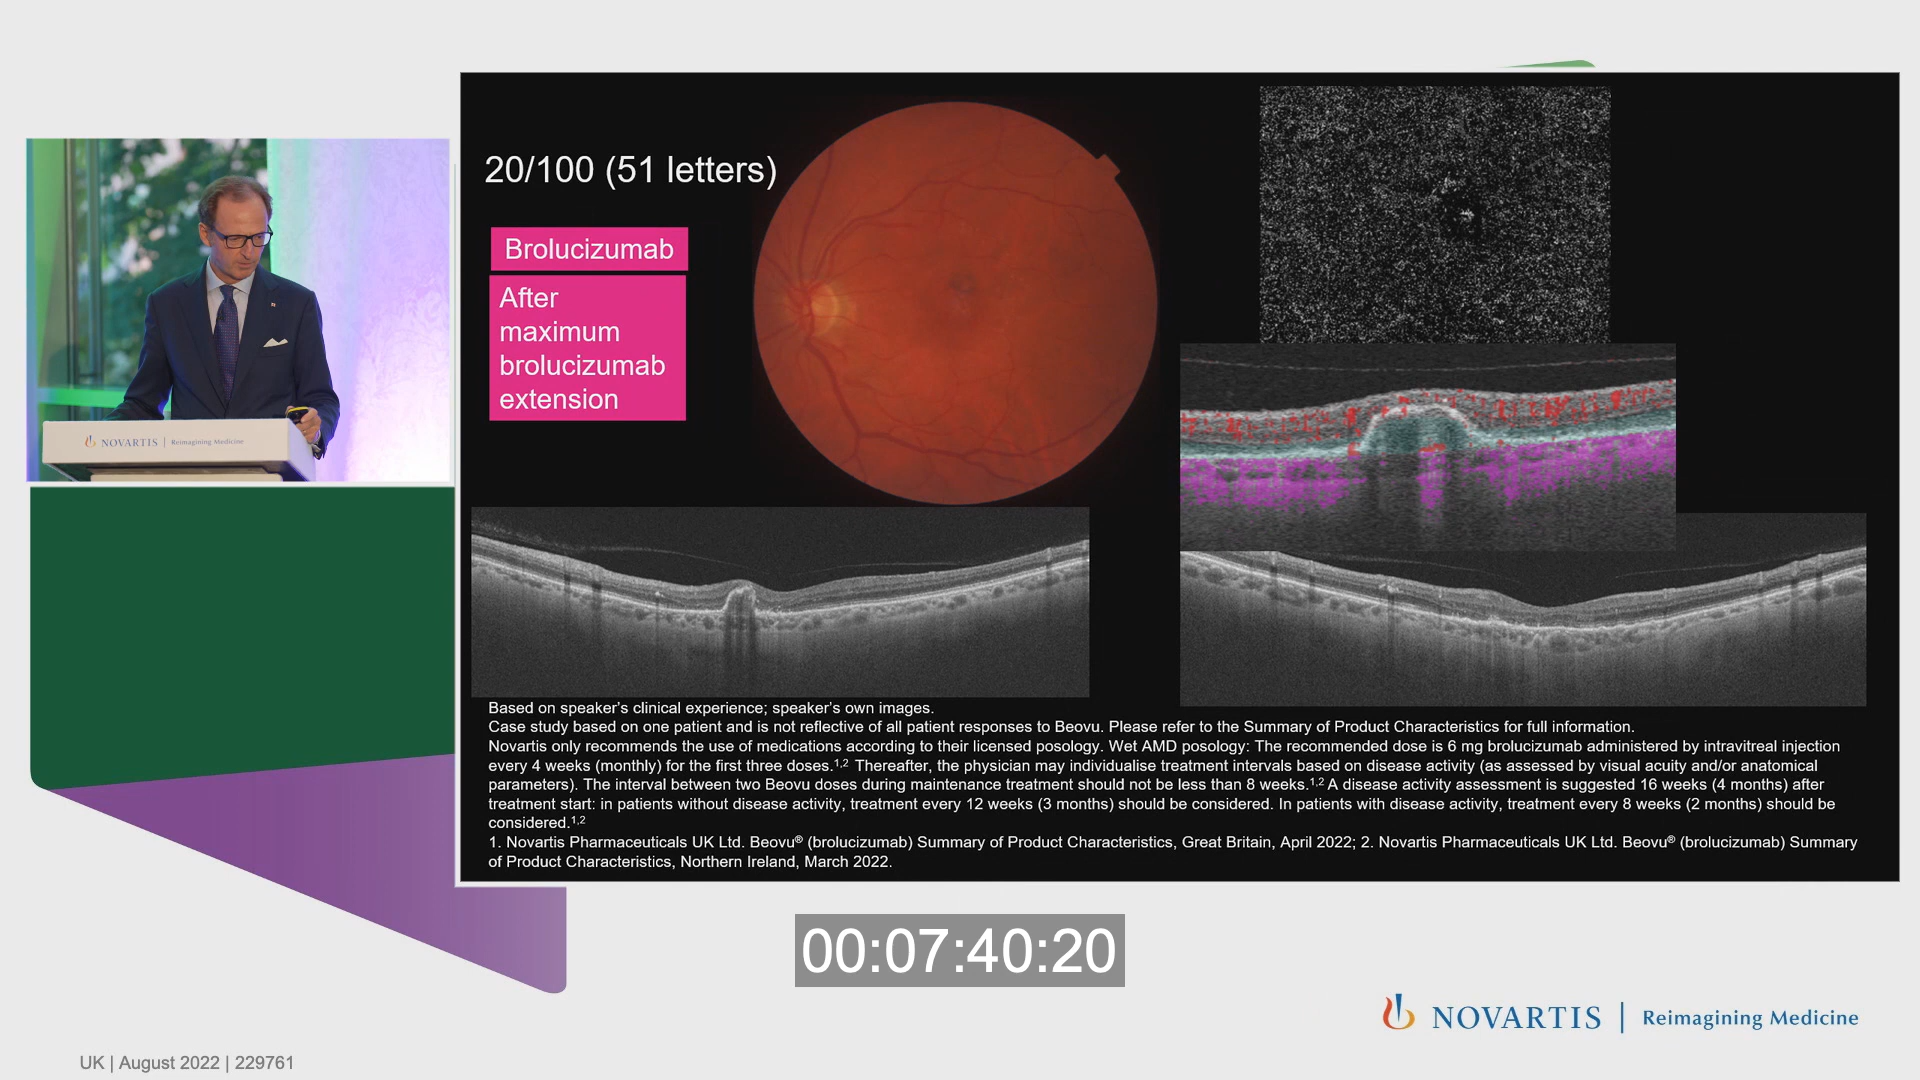 20/100 (51 letters)
Brolucizumab
After
maximum
brolucizumab
extension
NOVARTIS | Reimagining Medicine
Based on speaker's clinical experience; speaker's own images.
Case study based on one patient and is not reflective of all patient responses to Beovu. Please refer to the Summary of Product Characteristics for full information.
Novartis only recommends the use of medications according to their licensed posology. Wet AMD posology: The recommended dose is 6 mg brolucizumab administered by intravitreal injection
every 4 weeks (monthly) for the first three doses.1,2 Thereafter, the physician may individualise treatment intervals based on disease activity (as assessed by visual acuity and/or anatomical
parameters). The interval between two Beovu doses during maintenance treatment should not be less than 8 weeks.1,2 A disease activity assessment is suggested 16 weeks (4 months) after
treatment start: in patients without disease activity, treatment every 12 weeks (3 months) should be considered. In patients with disease activity, treatment every 8 weeks (2 months) should be
considered.1,2
1. Novartis Pharmaceuticals UK Ltd. Beovu® (brolucizumab) Summary of Product Characteristics, Great Britain, April 2022; 2. Novartis Pharmaceuticals UK Ltd. Beovu® (brolucizumab) Summary
of Product Characteristics, Northern Ireland, March 2022.
00:07:40:20
NOVARTIS | Reimagining Medicine
UK | August 2022 | 229761